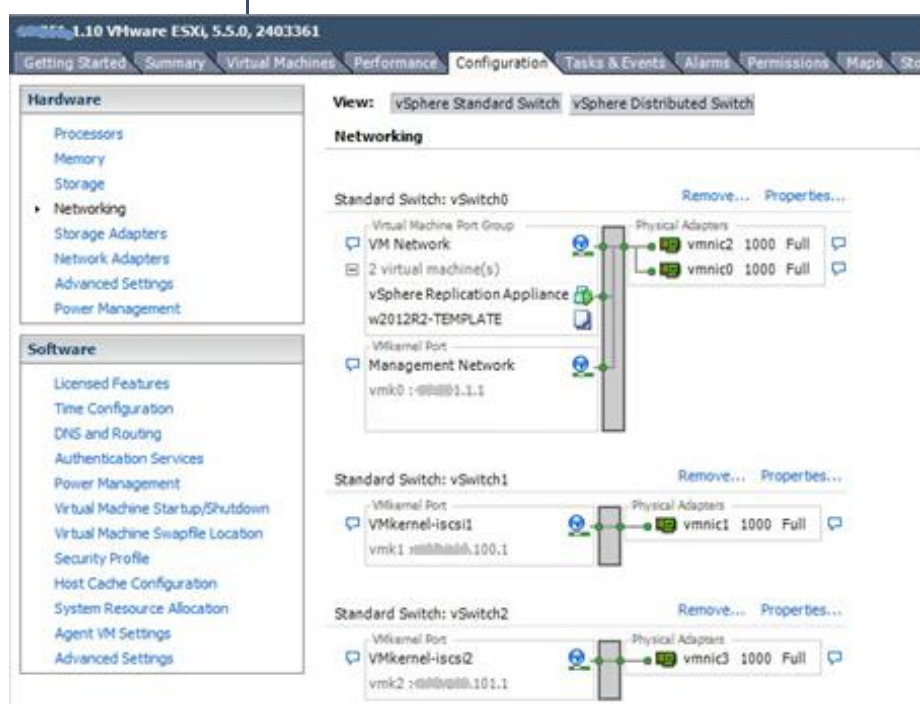 1.10 VMware ESXi, 5.5.0, 2403361
Getting Started Summary Virtual Machines Performance Configuration Tasks & Events Alarms Permissions Maps
Hardware
Processors
Memory
Storage
Networking
Storage Adapters
Network Adapters
Advanced Settings
Power Management
Software
Licensed Features
Time Configuration
DNS and Routing
Authentication Services
Power Management
Virtual Machine Startup/Shutdown
Virtual Machine Swapfile Location
Security Profile
Host Cache Configuration
System Resource Allocation
Agent VM Settings
Advanced Settings
View: vSphere Standard Switch vSphere Distributed Switch
Networking
Standard Switch: vSwitch0 Remove... Properties...
Virtual Machine Port Group Physical Adapters
VM Network vmnic2 1000 Full
2 virtual machine(s) vmnic0 1000 Full
vSphere Replication Appliance
w2012R2-TEMPLATE
VMkernel Port
Management Network
vmk0 : 1.1.1
Standard Switch: vSwitch1 Remove... Properties...
VMkernel Port Physical Adapters
VMkernel-iscsi1 vmnic1 1000 Full
vmk1 : .100.1
Standard Switch: vSwitch2 Remove... Properties...
VMkernel Port Physical Adapters
VMkernel-iscsi2 vmnic3 1000 Full
vmk2 : .101.1